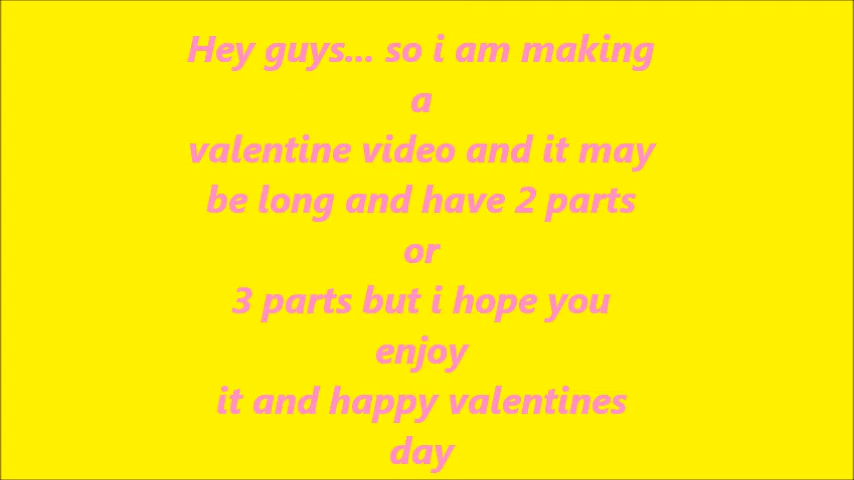 Hey guys... so i am making
a
valentine video and it may
be long and have 2 parts
or
3 parts but i hope you
enjoy
it and happy valentines
day